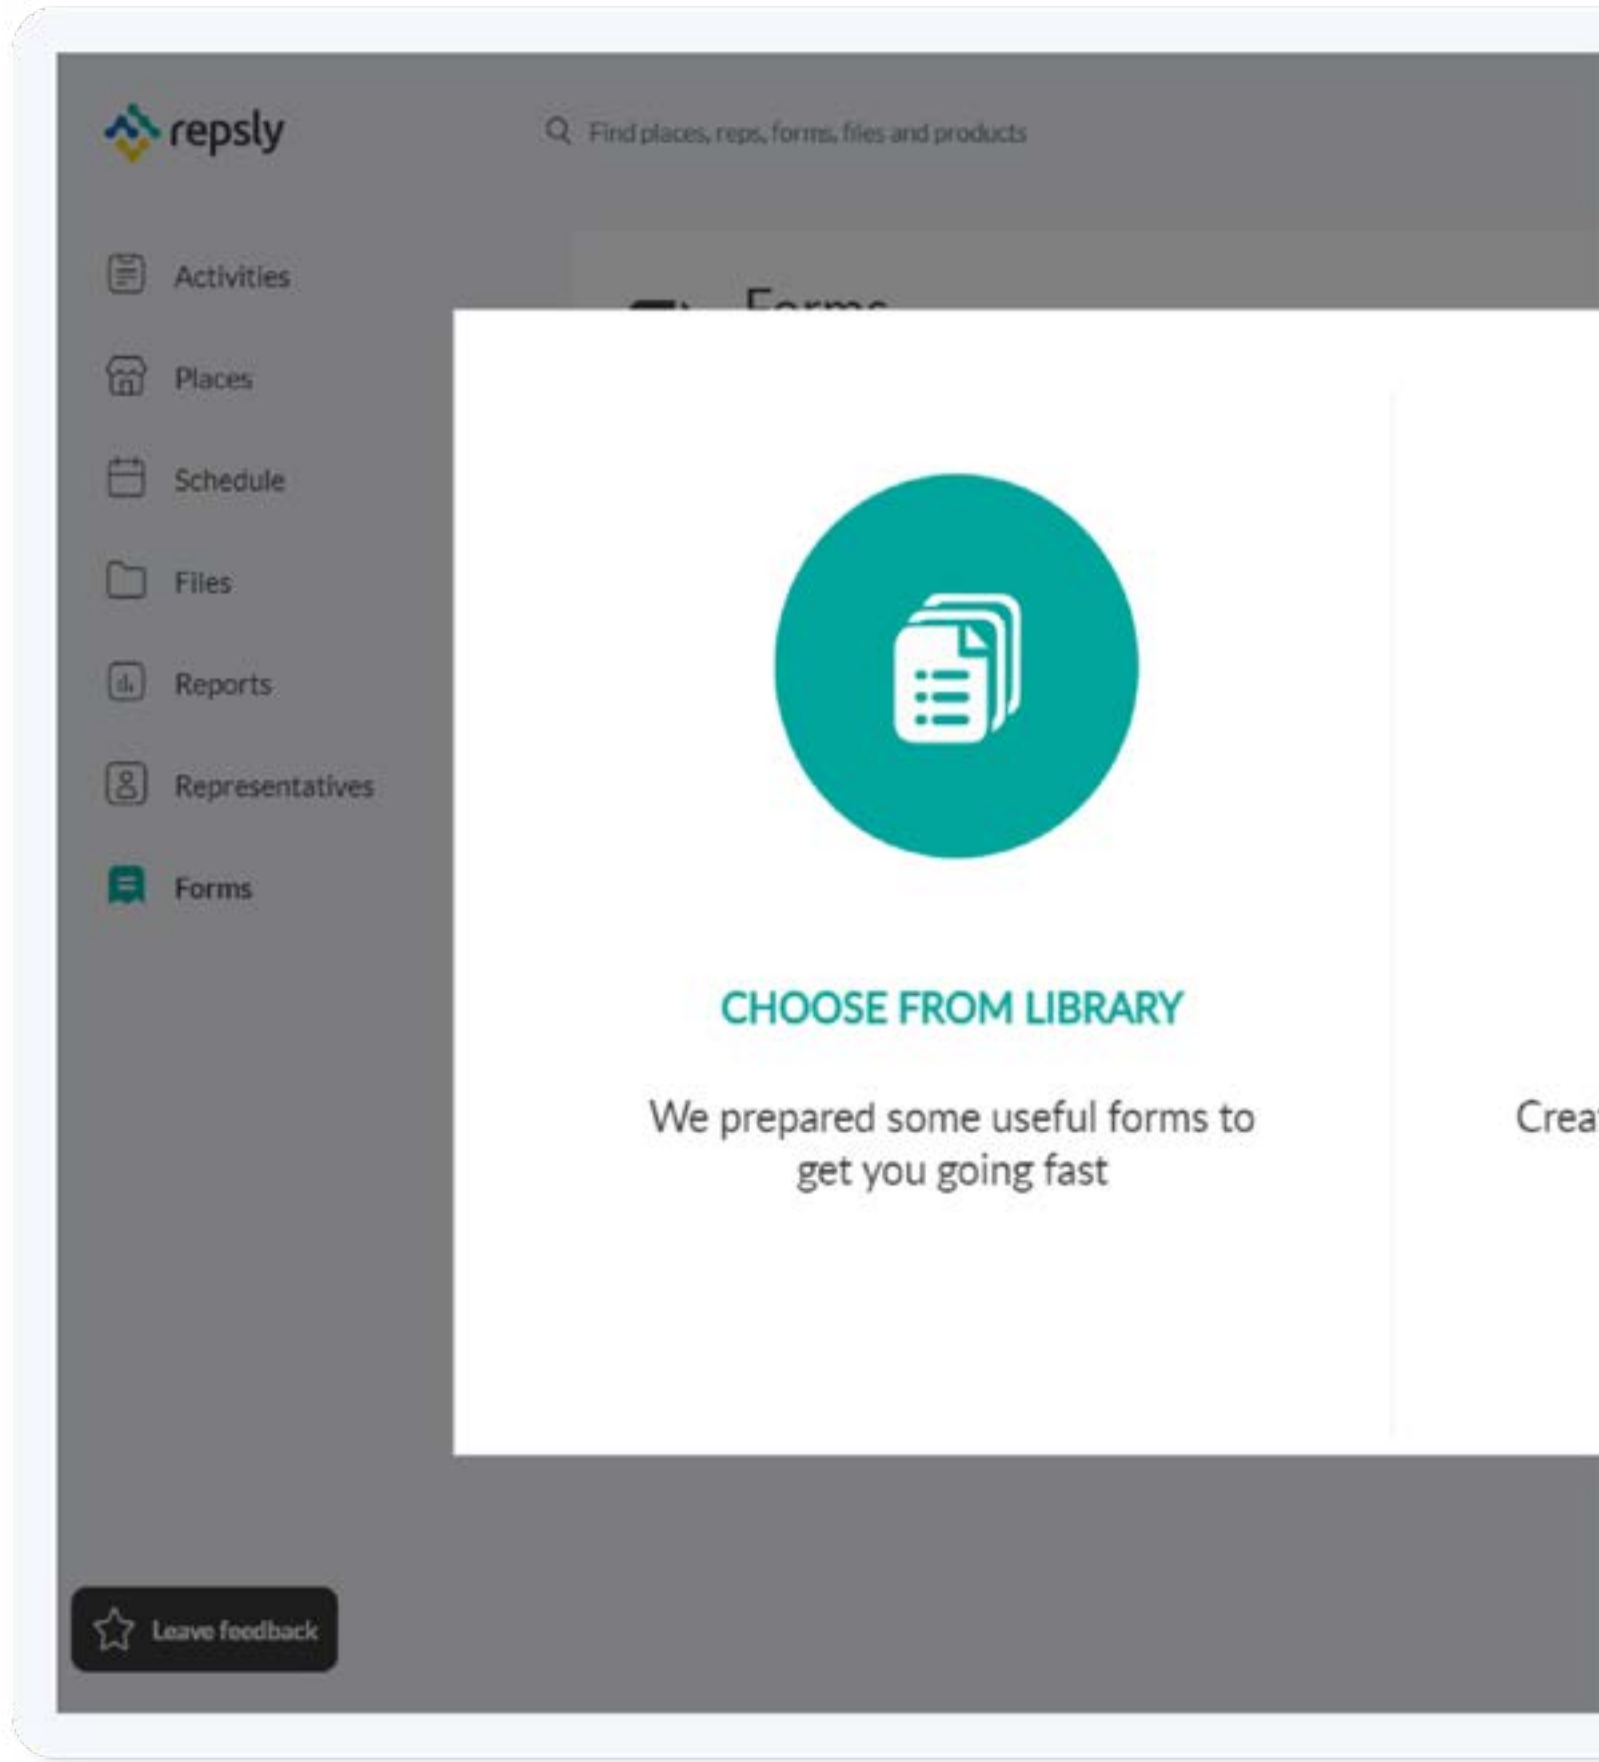 repsly
Find places, reps, forms, files and products
Activities
Forms
Places
Schedule
Files
Reports
Representatives
Forms
CHOOSE FROM LIBRARY
We prepared some useful forms to
get you going fast
Leave feedback